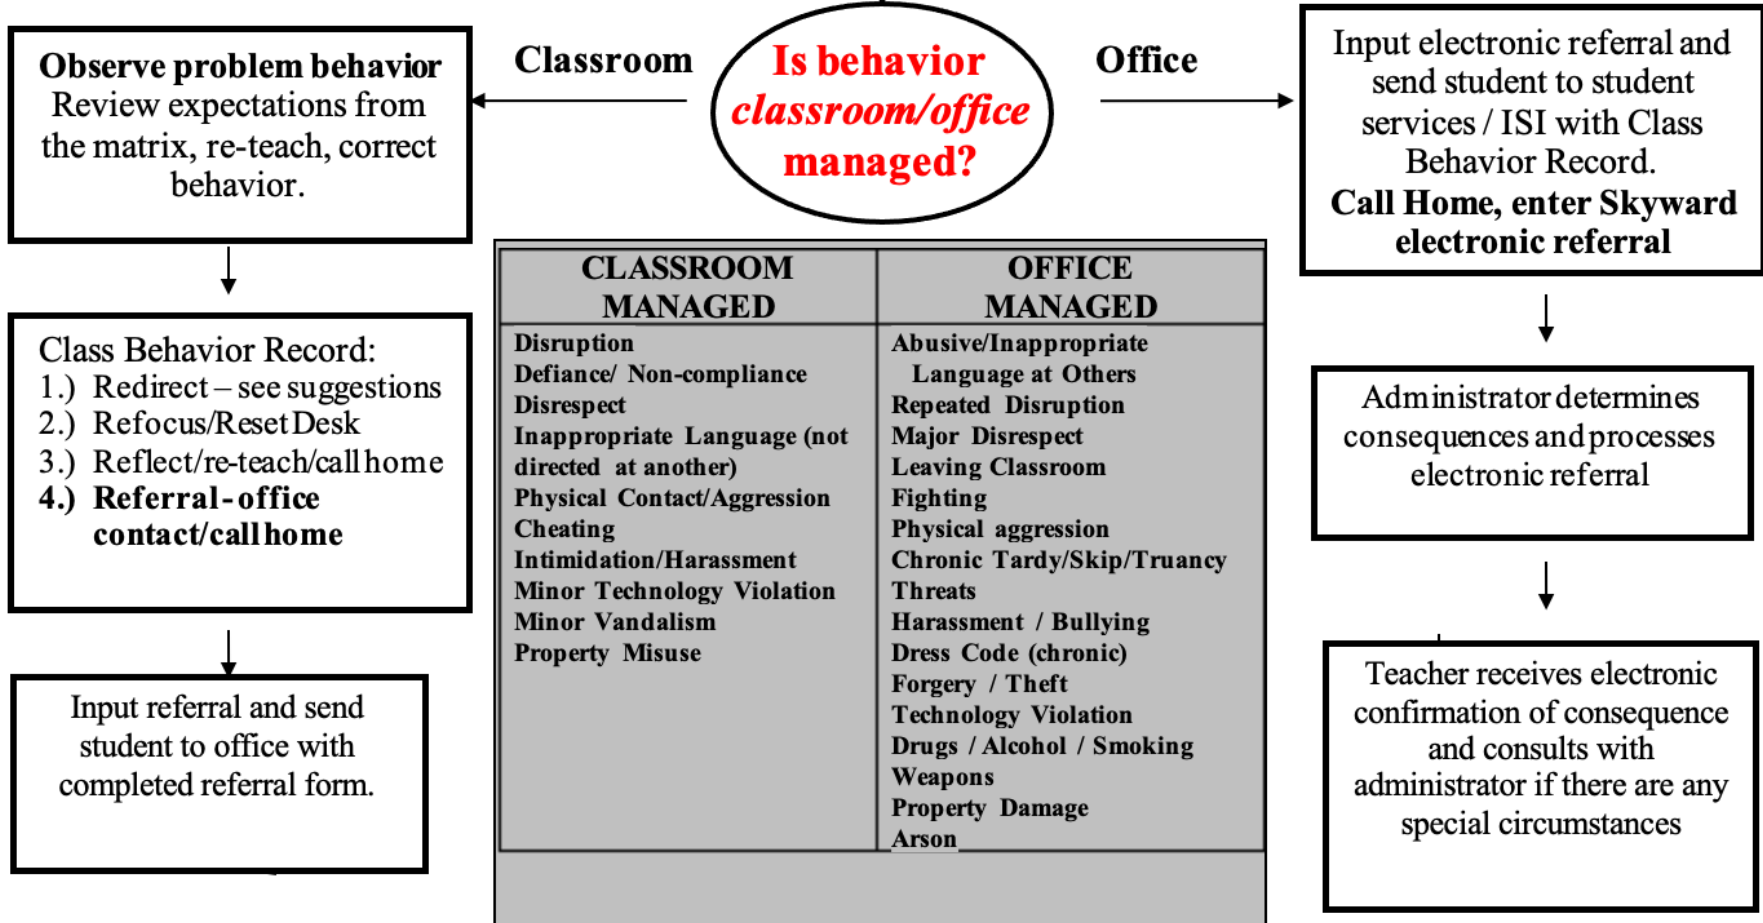 Observe problem behavior
Review expectations from
the matrix, re-teach, correct
behavior.
Classroom
Is behavior
classroom/office
managed?
Office
Input electronic referral and
send student to student
services / ISI with Class
Behavior Record.
Call Home, enter Skyward
electronic referral
Class Behavior Record:
1.) Redirect – see suggestions
2.) Refocus/Reset Desk
3.) Reflect/re-teach/call home
4.) Referral - office
contact/call home
Input referral and send
student to office with
completed referral form.
CLASSROOM
MANAGED
Disruption
Defiance/ Non-compliance
Disrespect
Inappropriate Language (not
directed at another)
Physical Contact/Aggression
Cheating
Intimidation/Harassment
Minor Technology Violation
Minor Vandalism
Property Misuse
OFFICE
MANAGED
Abusive/Inappropriate
Language at Others
Repeated Disruption
Major Disrespect
Leaving Classroom
Fighting
Physical aggression
Chronic Tardy/Skip/Truancy
Threats
Harassment / Bullying
Dress Code (chronic)
Forgery / Theft
Technology Violation
Drugs / Alcohol / Smoking
Weapons
Property Damage
Arson
Administrator determines
consequences and processes
electronic referral
Teacher receives electronic
confirmation of consequence
and consults with
administrator if there are any
special circumstances